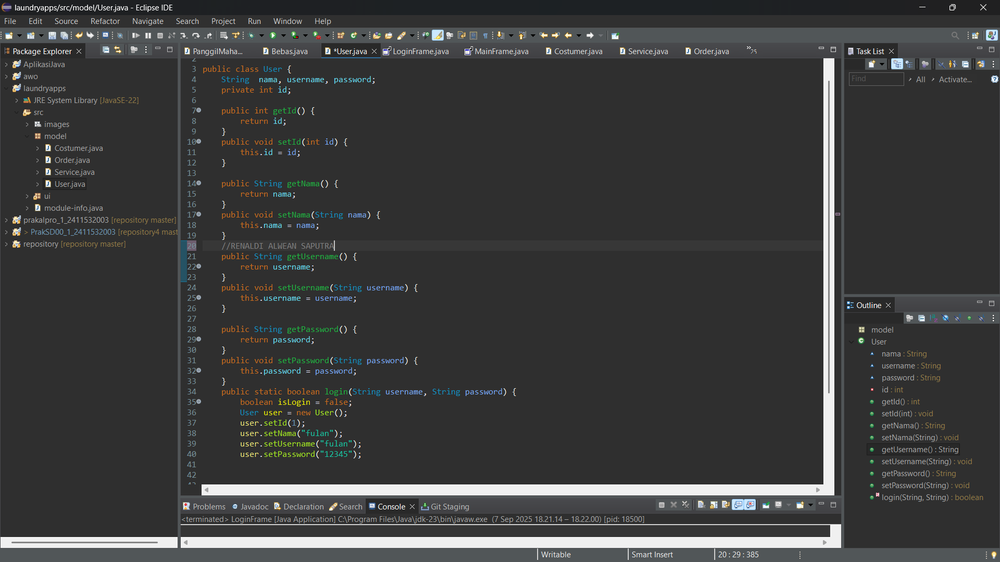 laundryapps/src/model/User.java - Eclipse IDE
File Edit Source Refactor Navigate Search Project Run Window Help
Package Explorer
AplikasiJava
awo
laundryapps
JRE System Library [JavaSE-22]
src
images
model
Costumer.java
Order.java
Service.java
User.java
ui
module-info.java
prakalpro_1_2411532003 [repository master]
> PrakSD00_1_2411532003 [repository4 mast
repository [repository master]
PanggilMaha... Bebas.java *User.java LoginFrame.java MainFrame.java Costumer.java Service.java Order.java »25
2
3 public class User {
4 String  nama, username, password;
5 private int id;
6
7 public int getId() {
8 return id;
9 }
10 public void setId(int id) {
11 this.id = id;
12 }
13
14 public String getNama() {
15 return nama;
16 }
17 public void setNama(String nama) {
18 this.nama = nama;
19 }
20 //RENALDI ALWEAN SAPUTRA
21 public String getUsername() {
22 return username;
23 }
24 public void setUsername(String username) {
25 this.username = username;
26 }
27
28 public String getPassword() {
29 return password;
30 }
31 public void setPassword(String password) {
32 this.password = password;
33 }
34 public static boolean login(String username, String password) {
35 boolean isLogin = false;
36 User user = new User();
37 user.setId(1);
38 user.setNama("fulan");
39 user.setUsername("fulan");
40 user.setPassword("12345");
41
42
Problems Javadoc Declaration Search Console Git Staging
<terminated> LoginFrame [Java Application] C:\Program Files\Java\jdk-23\bin\javaw.exe (7 Sep 2025 18.21.14 – 18.22.00) [pid: 18500]
Task List
Find All Activate...
Outline
model
User
nama : String
username : String
password : String
id : int
getId() : int
setId(int) : void
getNama() : String
setNama(String) : void
getUsername() : String
setUsername(String) : void
getPassword() : String
setPassword(String) : void
login(String, String) : boolean
Writable Smart Insert 20 : 29 : 385